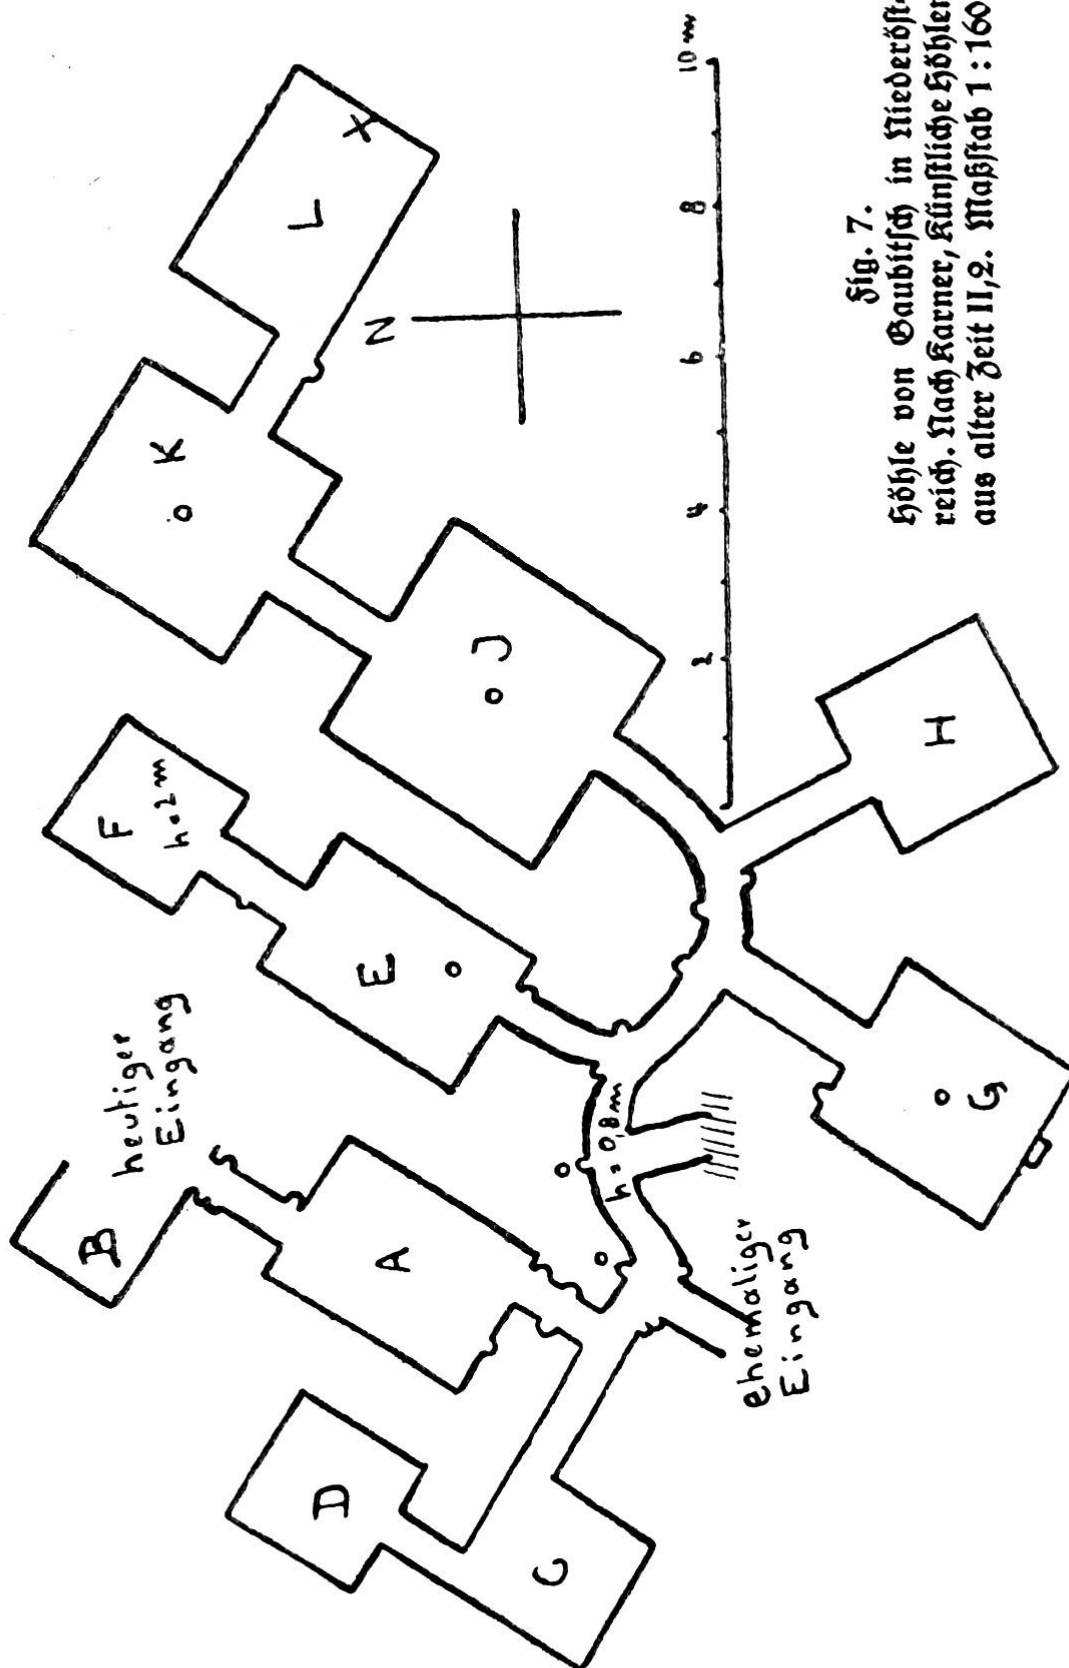 B
heutiger
Eingang
F
h=2m
K
L
X
N
A
E
J
D
h=0,8m
C
ehemaliger
Eingang
G
H
2
4
6
8
10 m
Fig. 7.
Höhle von Gaubitsch in Niederöst-
reich. Nach Karner, Künstliche Höhlen
aus alter Zeit II,2. Maßstab 1:160